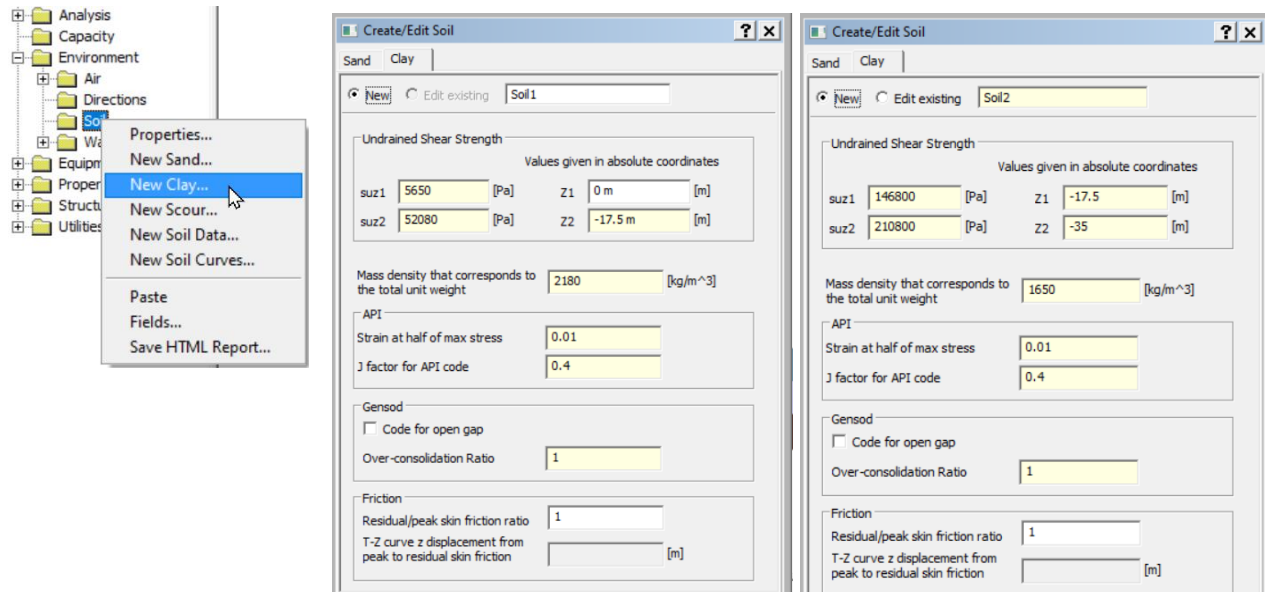 Analysis
Capacity
Environment
Air
Directions
Soil
Wa
Equipm
Proper
Structu
Utilities
Properties...
New Sand...
New Clay...
New Scour...
New Soil Data...
New Soil Curves...
Paste
Fields...
Save HTML Report...
Create/Edit Soil ? x
Sand Clay
New Edit existing Soil1
Undrained Shear Strength
Values given in absolute coordinates
suz1 5650 [Pa] Z1 0 m [m]
suz2 52080 [Pa] Z2 -17.5 m [m]
Mass density that corresponds to
the total unit weight 2180 [kg/m^3]
API
Strain at half of max stress 0.01
J factor for API code 0.4
Gensod
Code for open gap
Over-consolidation Ratio 1
Friction
Residual/peak skin friction ratio 1
T-Z curve z displacement from
peak to residual skin friction [m]
Create/Edit Soil ? x
Sand Clay
New Edit existing Soil2
Undrained Shear Strength
Values given in absolute coordinates
suz1 146800 [Pa] Z1 -17.5 [m]
suz2 210800 [Pa] Z2 -35 [m]
Mass density that corresponds to
the total unit weight 1650 [kg/m^3]
API
Strain at half of max stress 0.01
J factor for API code 0.4
Gensod
Code for open gap
Over-consolidation Ratio 1
Friction
Residual/peak skin friction ratio 1
T-Z curve z displacement from
peak to residual skin friction [m]